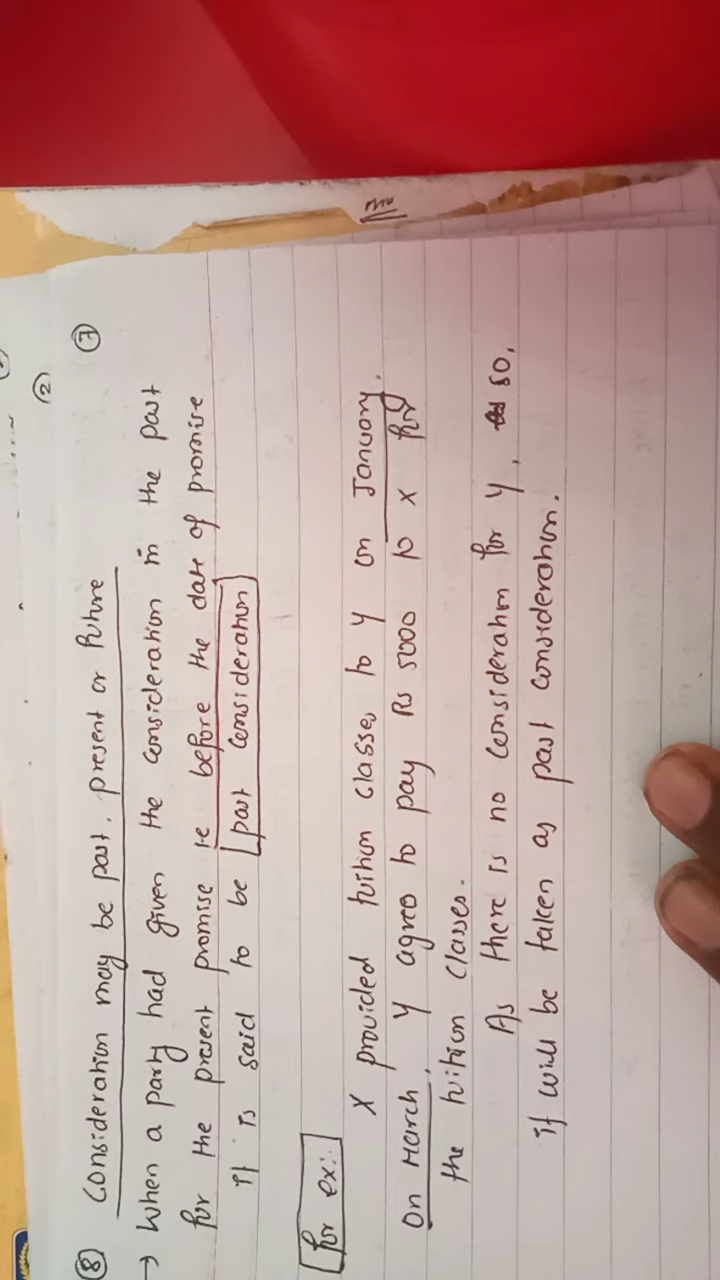 ②
⑧ Consideration may be past, present or future ⑦
→ When a party had given the consideration in the past
for the present promise ie before the date of promise
it is said to be past consideration
for ex:-
X provided tuition classes to Y on January.
On March, Y agree to pay Rs 5000 to X for
the tuition classes.
As there is no consideration for Y, so,
it will be taken as past consideration.